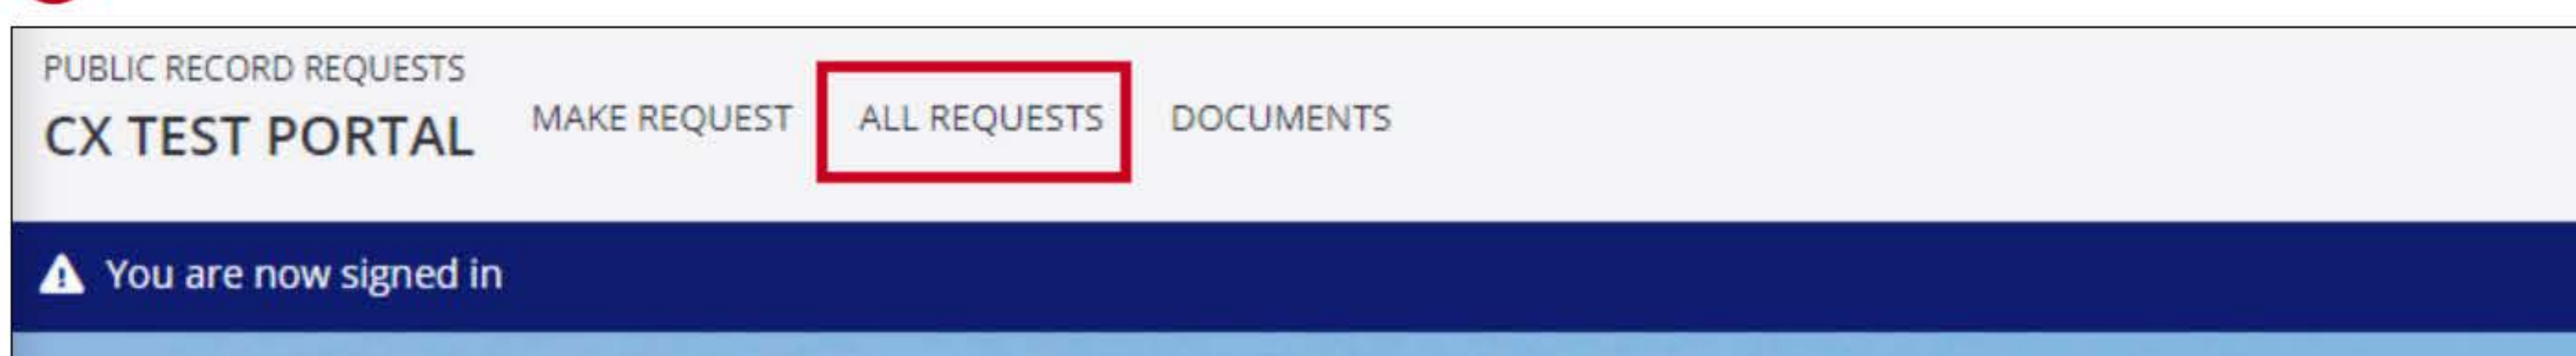 PUBLIC RECORD REQUESTS
CX TEST PORTAL
MAKE REQUEST
ALL REQUESTS
DOCUMENTS
You are now signed in